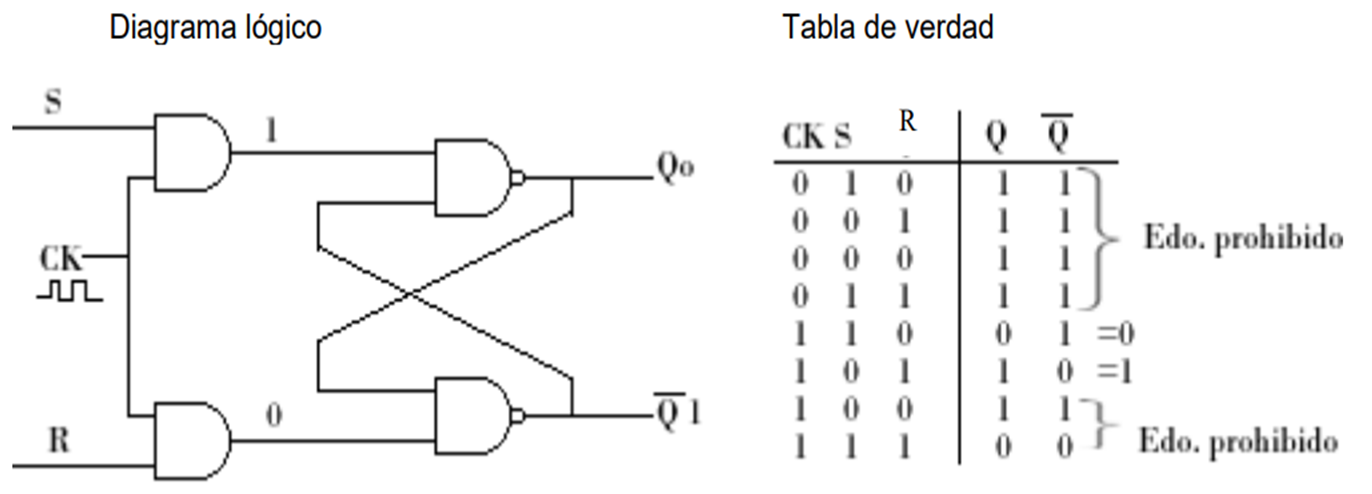 Diagrama lógico
Tabla de verdad
S
1
Qo
CK
R
0
Q̅ 1
CK S R Q Q̅
0 1 0 1 1
0 0 1 1 1
0 0 0 1 1
0 1 1 1 1
Edo. prohibido
1 1 0 0 1 =0
1 0 1 1 0 =1
1 0 0 1 1
1 1 1 0 0
Edo. prohibido